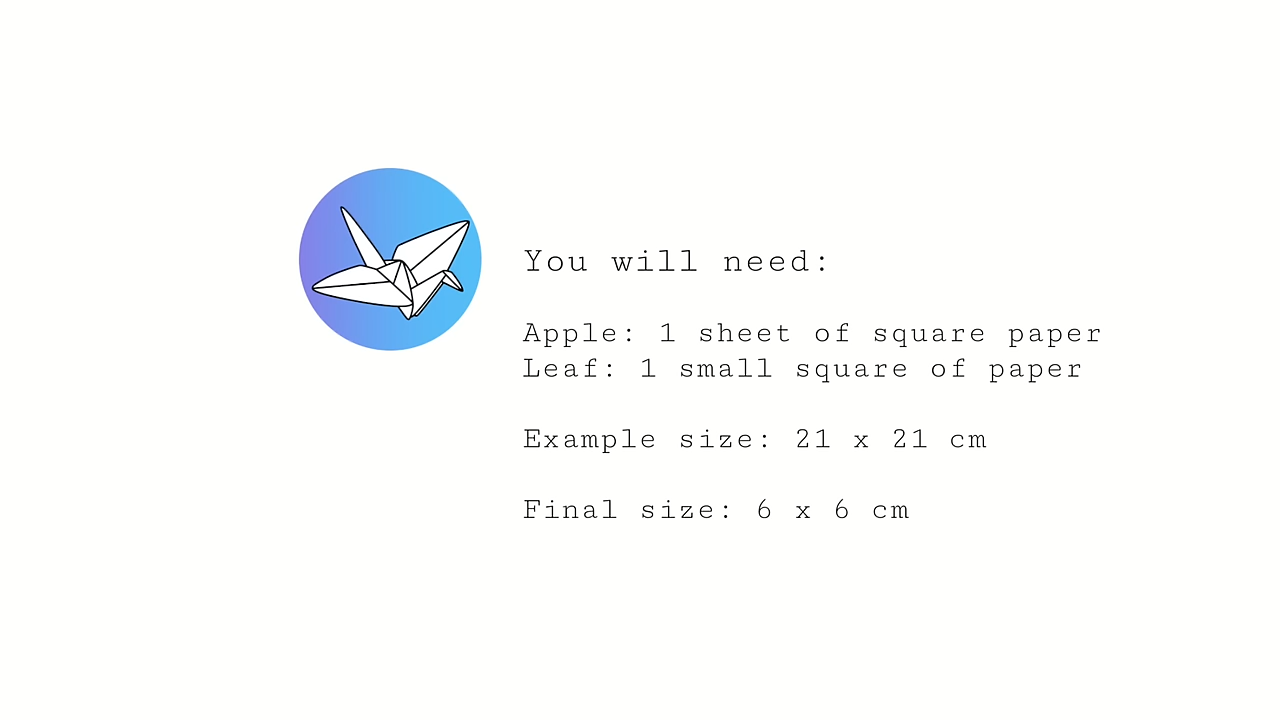 You will need:
Apple: 1 sheet of square paper
Leaf: 1 small square of paper
Example size: 21 x 21 cm
Final size: 6 x 6 cm